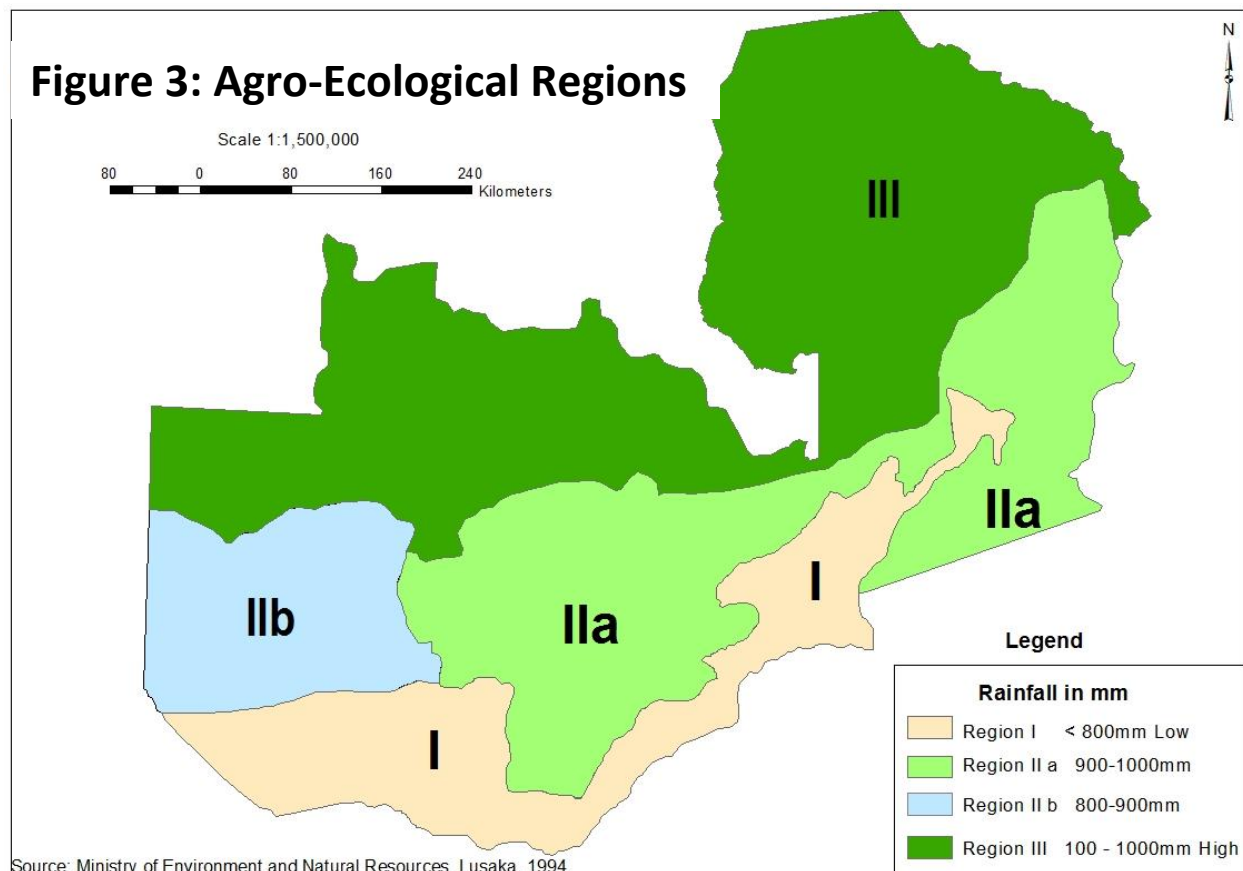 Figure 3: Agro-Ecological Regions
N
Scale 1:1,500,000
80 0 80 160 240
Kilometers
III
IIa
I
IIb
IIa
I
Legend
Rainfall in mm
Region I < 800mm Low
Region II a 900-1000mm
Region II b 800-900mm
Region III 100 - 1000mm High
Source: Ministry of Environment and Natural Resources, Lusaka, 1994